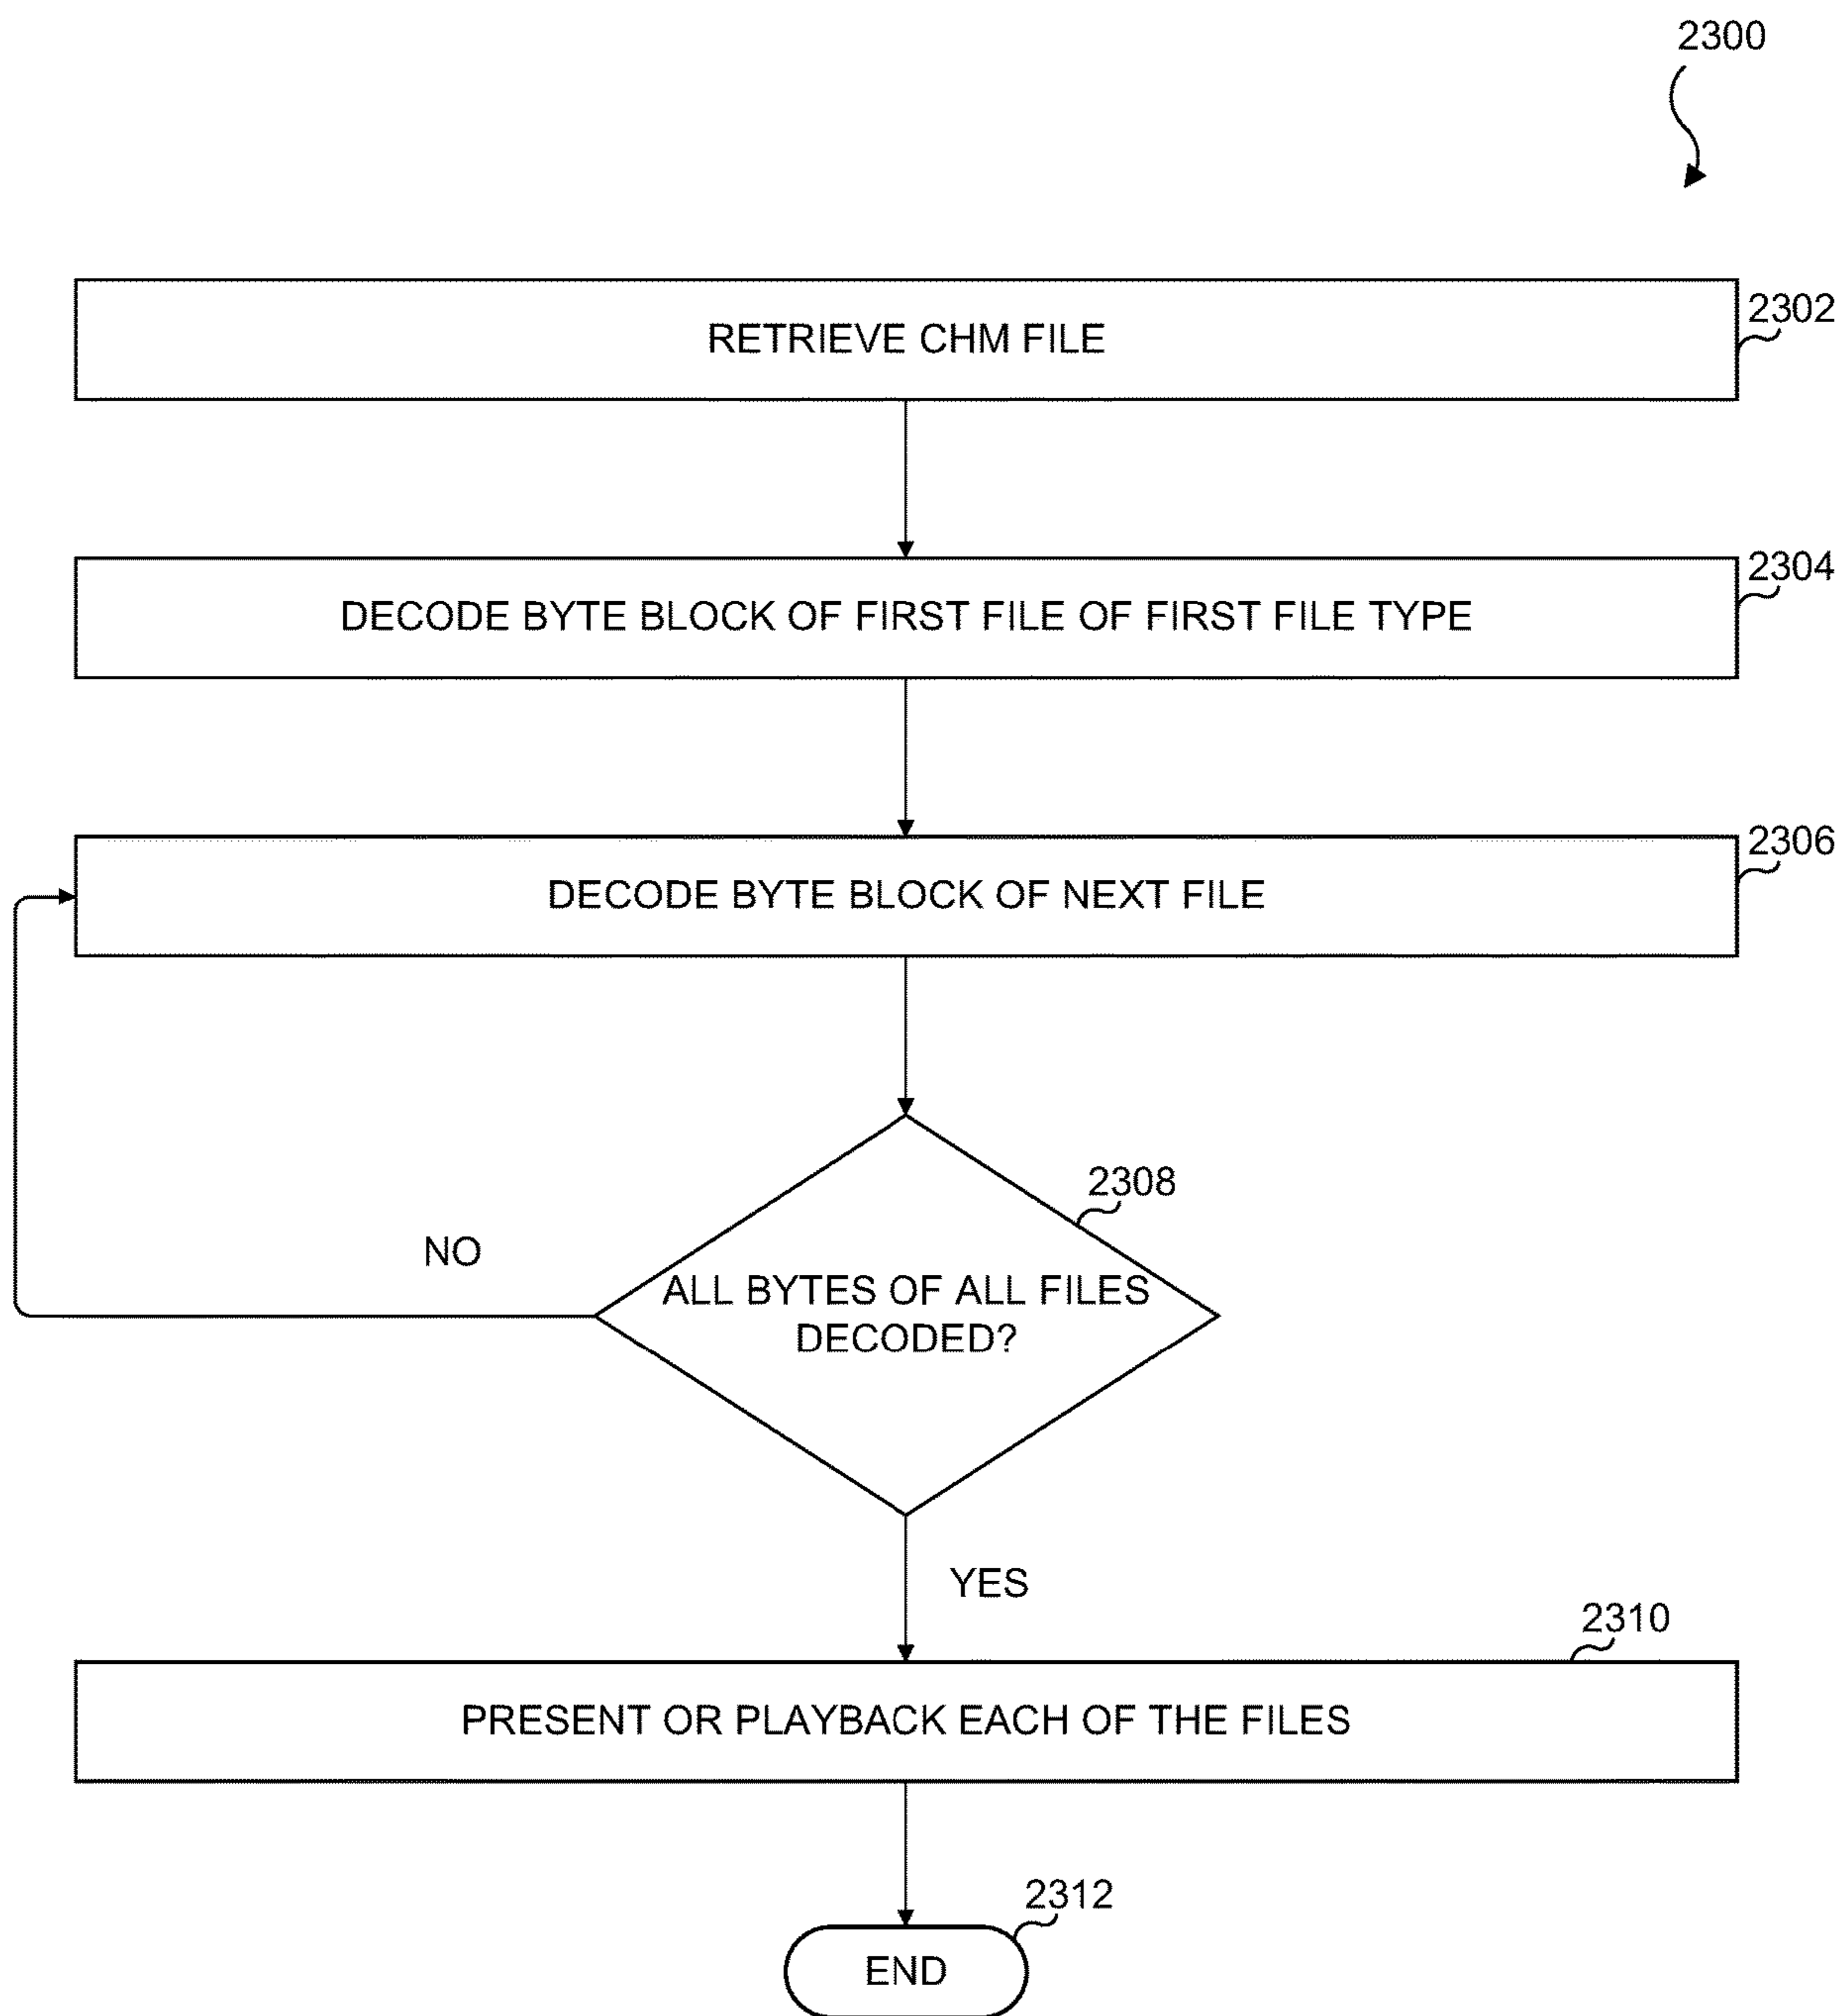 2300
RETRIEVE CHM FILE
2302
DECODE BYTE BLOCK OF FIRST FILE OF FIRST FILE TYPE
2304
DECODE BYTE BLOCK OF NEXT FILE
2306
2308
NO
ALL BYTES OF ALL FILES
DECODED?
YES
2310
PRESENT OR PLAYBACK EACH OF THE FILES
2312
END